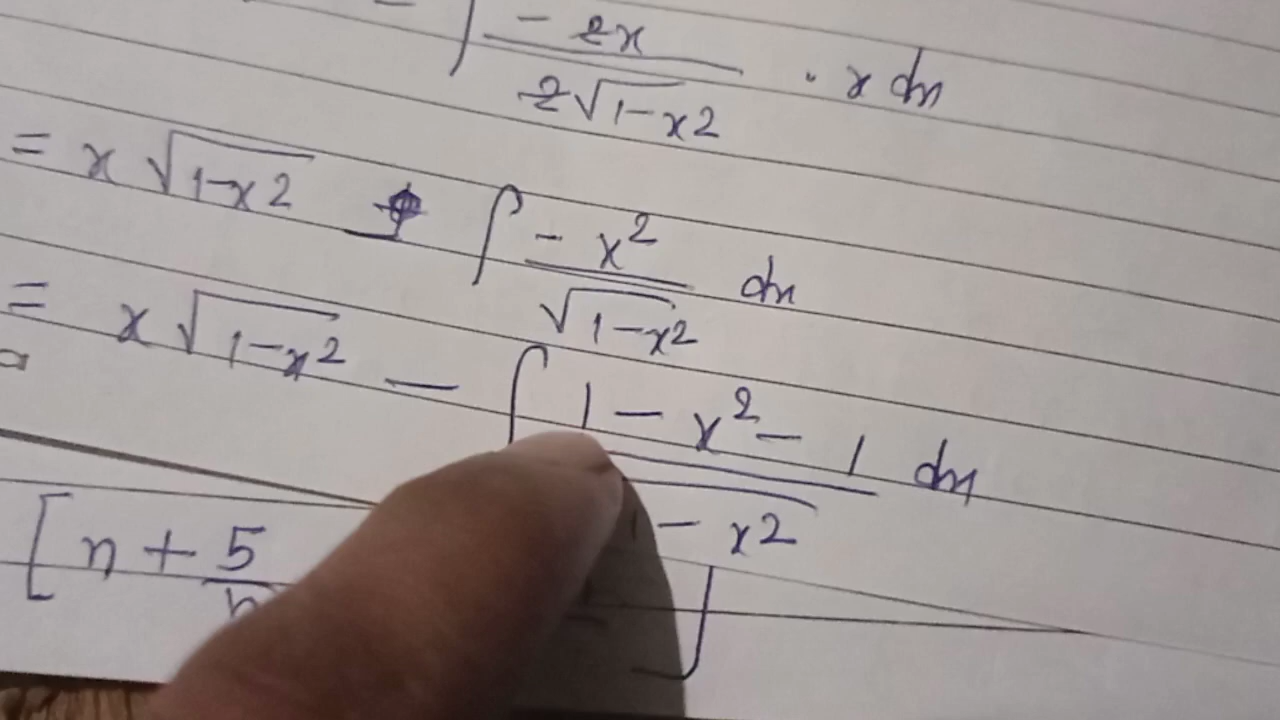 = ∫ -2x / 2√1-x2 . x dx
= x √1-x2 - ∫ -x² / √1-x2 dx
= x √1-x2 - ∫ 1 - x² - 1 / - x2 dx
[n + 5 / n ]